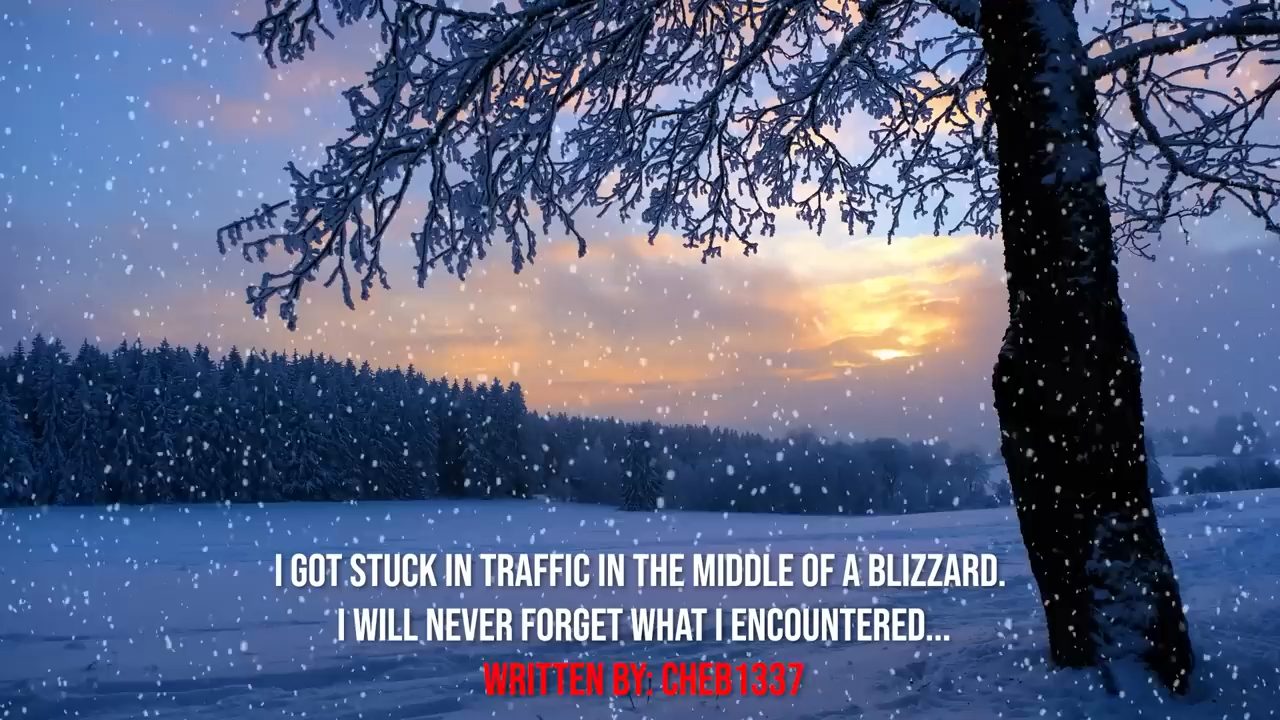 I GOT STUCK IN TRAFFIC IN THE MIDDLE OF A BLIZZARD.
I WILL NEVER FORGET WHAT I ENCOUNTERED...
WRITTEN BY: CHEB1337